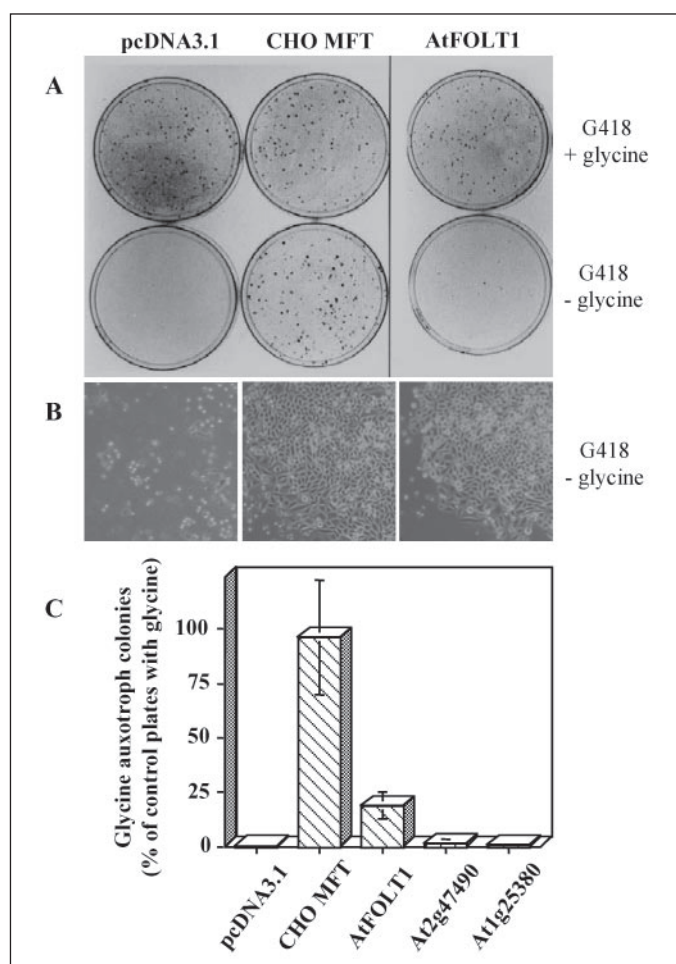 pcDNA3.1 CHO MFT AtFOLT1
A
G418
+ glycine
G418
- glycine
B
G418
- glycine
C
Glycine auxotroph colonies
(% of control plates with glycine)
100
75
50
25
0
pcDNA3.1
CHO MFT
AtFOLT1
At2g47490
At1g25380